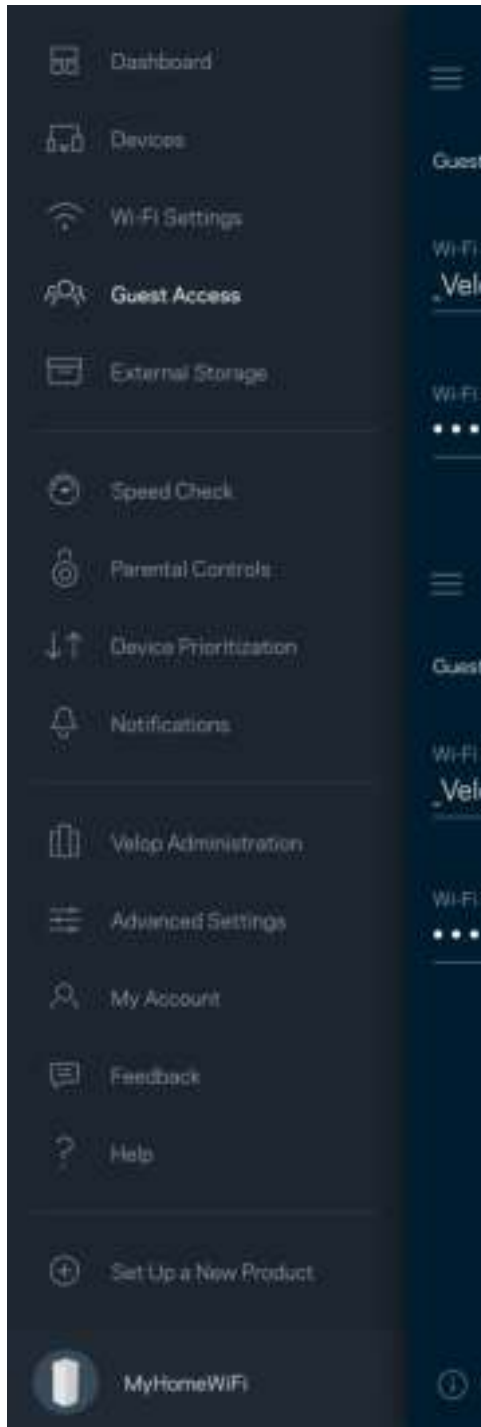 Dashboard
Devices
Wi-Fi Settings
Guest Access
External Storage
Speed Check
Parental Controls
Device Prioritization
Notifications
Velop Administration
Advanced Settings
My Account
Feedback
Help
Set Up a New Product
MyHomeWiFi
Guest
Wi-Fi
_Vel
Wi-Fi
Guest
Wi-Fi
_Vel
Wi-Fi